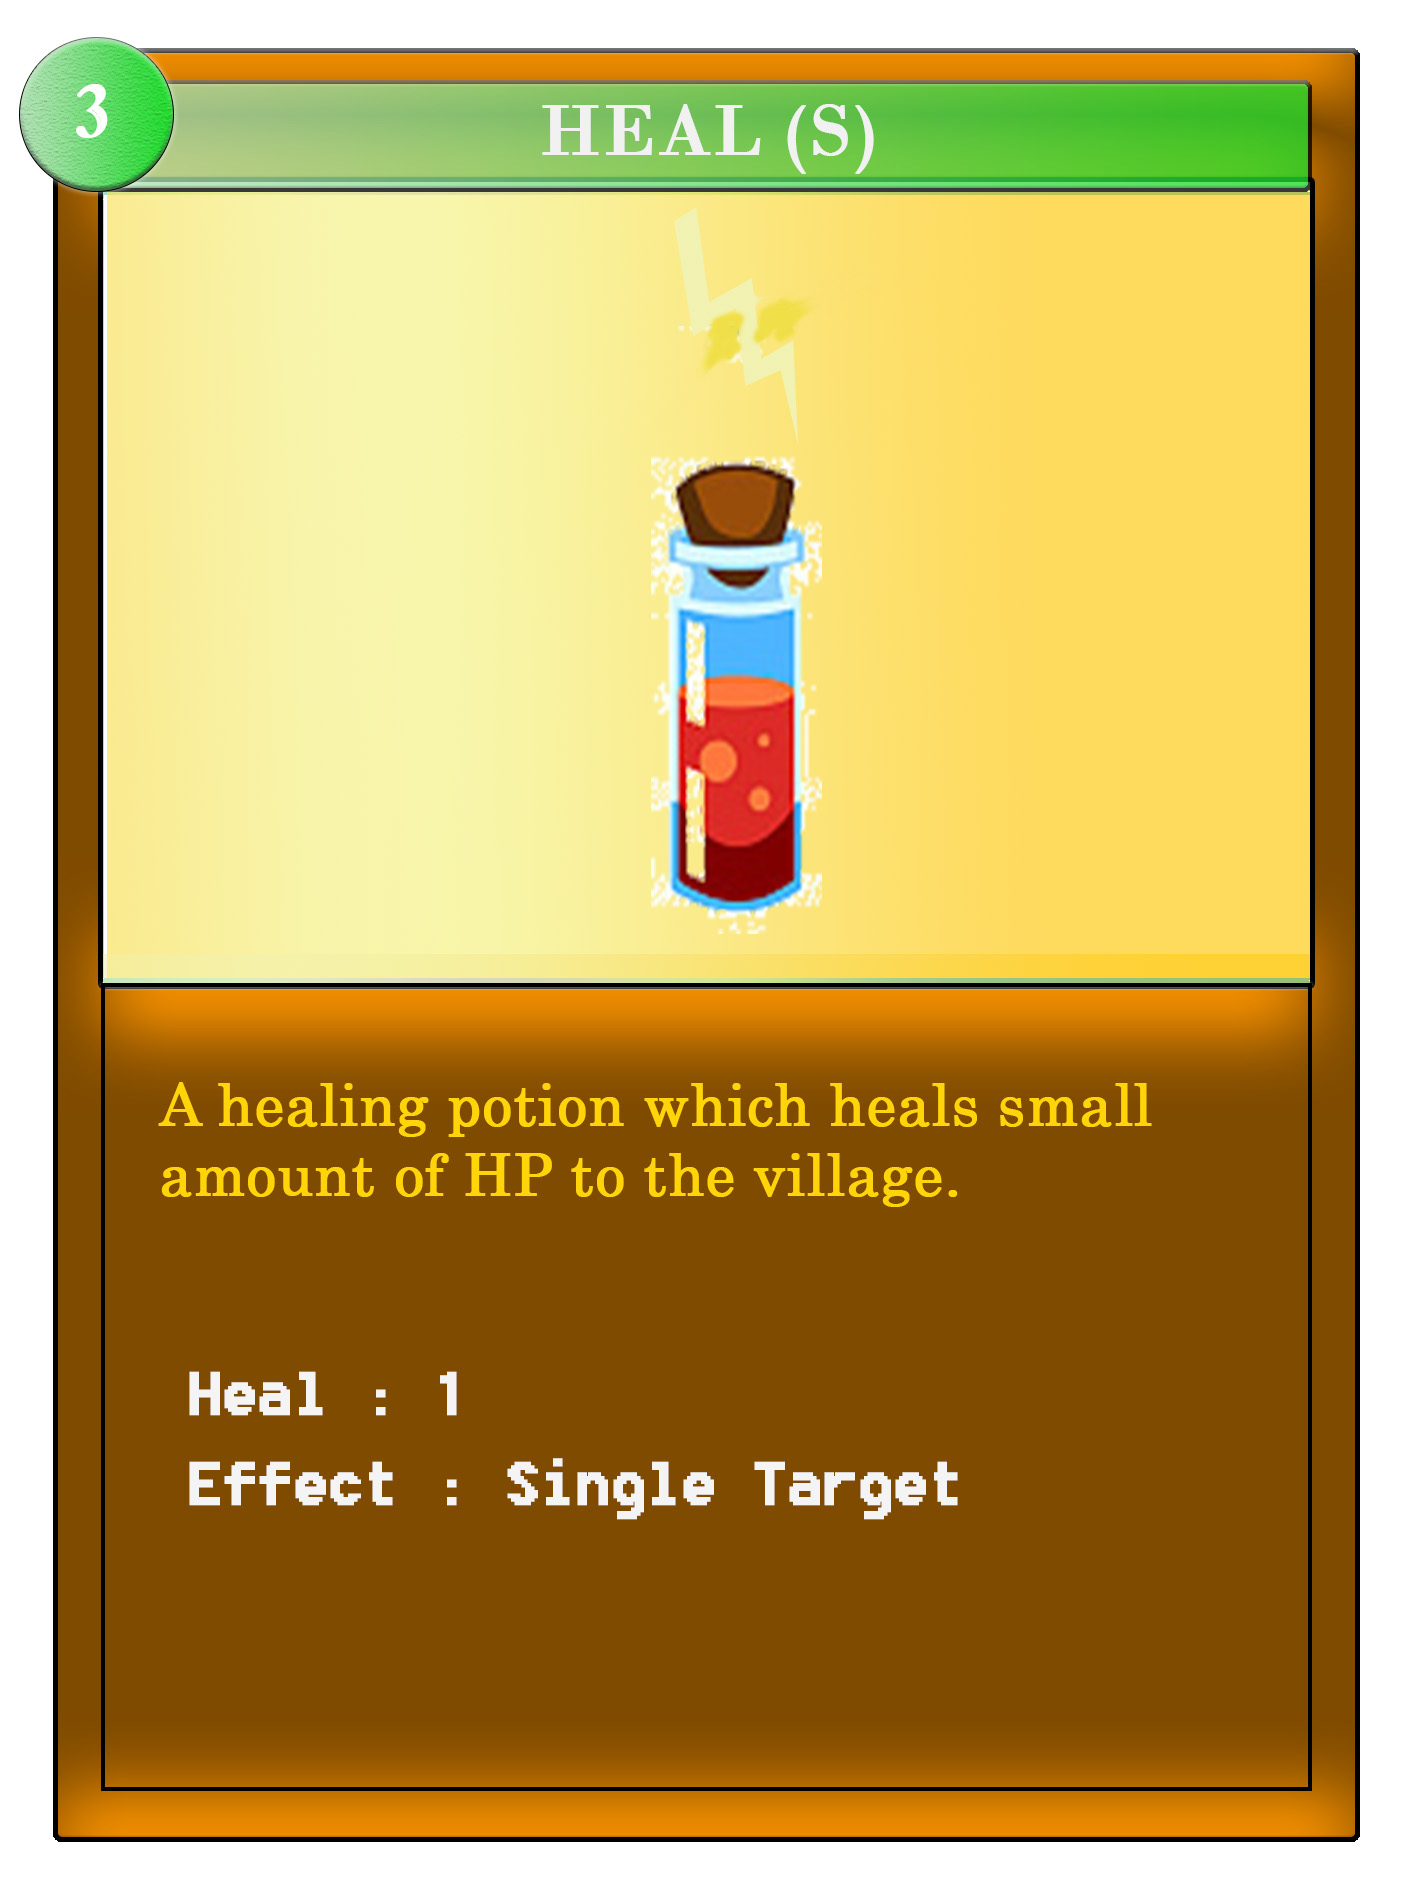 3
HEAL (S)
A healing potion which heals small
amount of HP to the village.
Heal : 1
Effect : Single Target